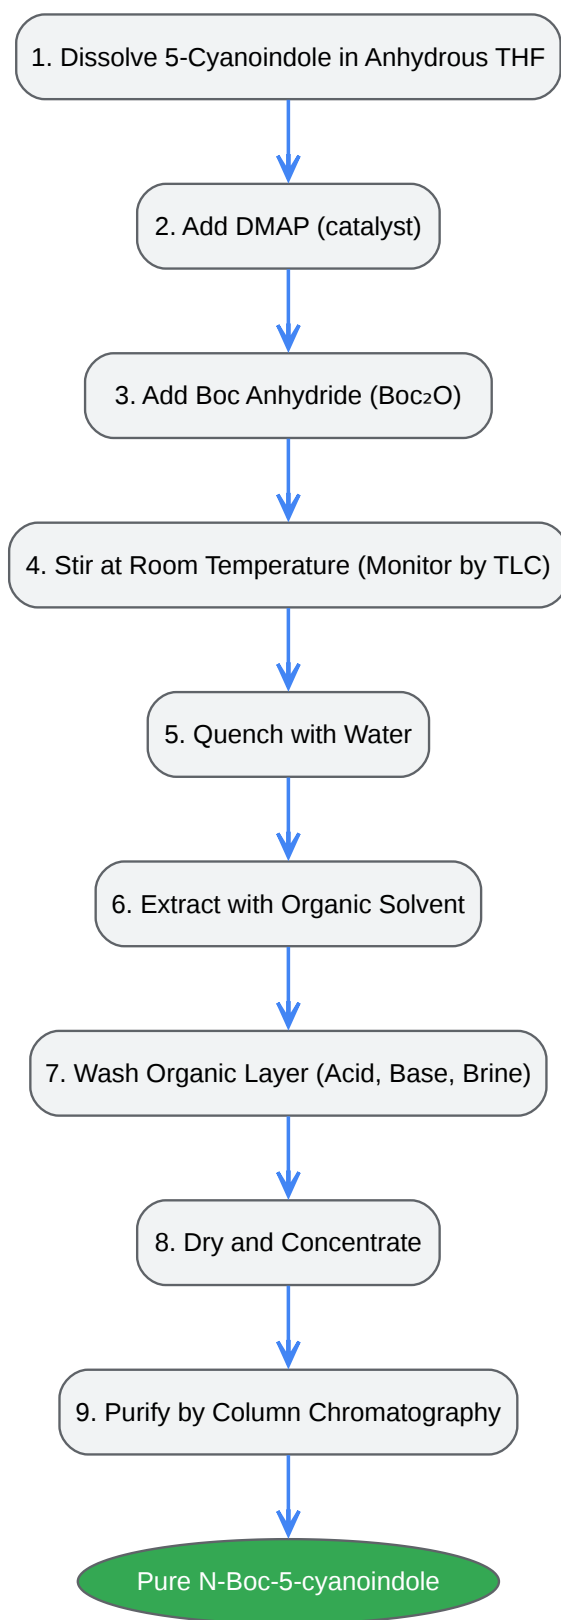 1. Dissolve 5-Cyanoindole in Anhydrous THF
2. Add DMAP (catalyst)
3. Add Boc Anhydride (Boc₂O)
4. Stir at Room Temperature (Monitor by TLC)
5. Quench with Water
6. Extract with Organic Solvent
7. Wash Organic Layer (Acid, Base, Brine)
8. Dry and Concentrate
9. Purify by Column Chromatography
Pure N-Boc-5-cyanoindole